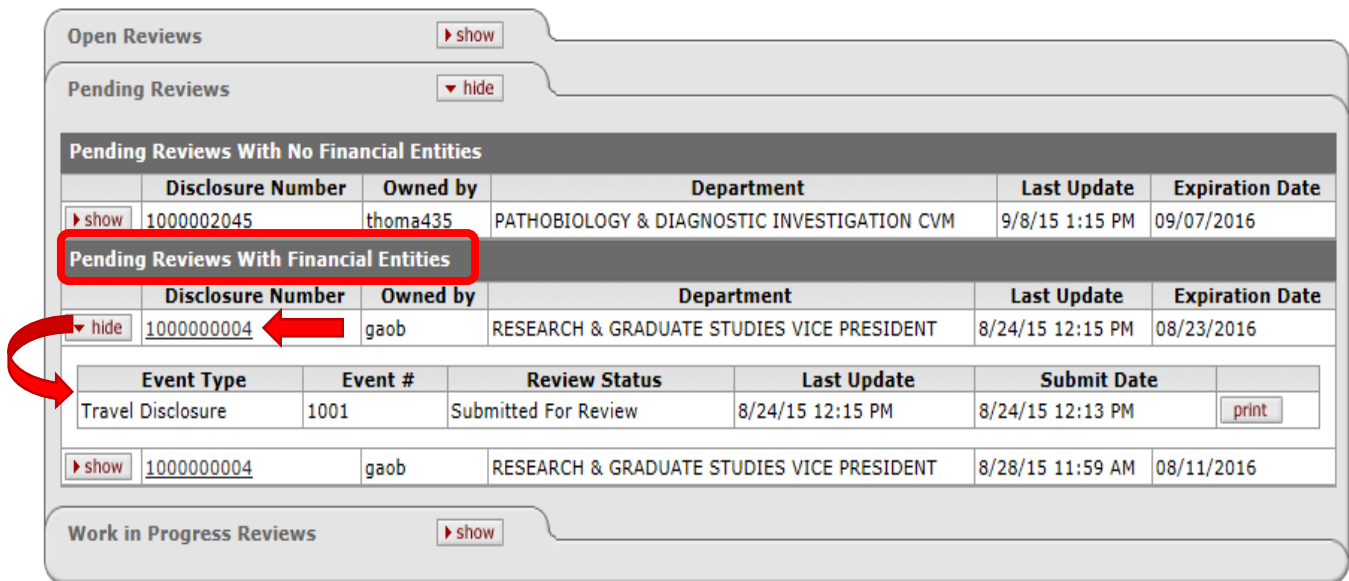 Open Reviews show
Pending Reviews hide
Pending Reviews With No Financial Entities
Disclosure Number Owned by Department Last Update Expiration Date
show 1000002045 thoma435 PATHOBIOLOGY & DIAGNOSTIC INVESTIGATION CVM 9/8/15 1:15 PM 09/07/2016
Pending Reviews With Financial Entities
Disclosure Number Owned by Department Last Update Expiration Date
hide 1000000004 gaob RESEARCH & GRADUATE STUDIES VICE PRESIDENT 8/24/15 12:15 PM 08/23/2016
Event Type Event # Review Status Last Update Submit Date
Travel Disclosure 1001 Submitted For Review 8/24/15 12:15 PM 8/24/15 12:13 PM print
show 1000000004 gaob RESEARCH & GRADUATE STUDIES VICE PRESIDENT 8/28/15 11:59 AM 08/11/2016
Work in Progress Reviews show